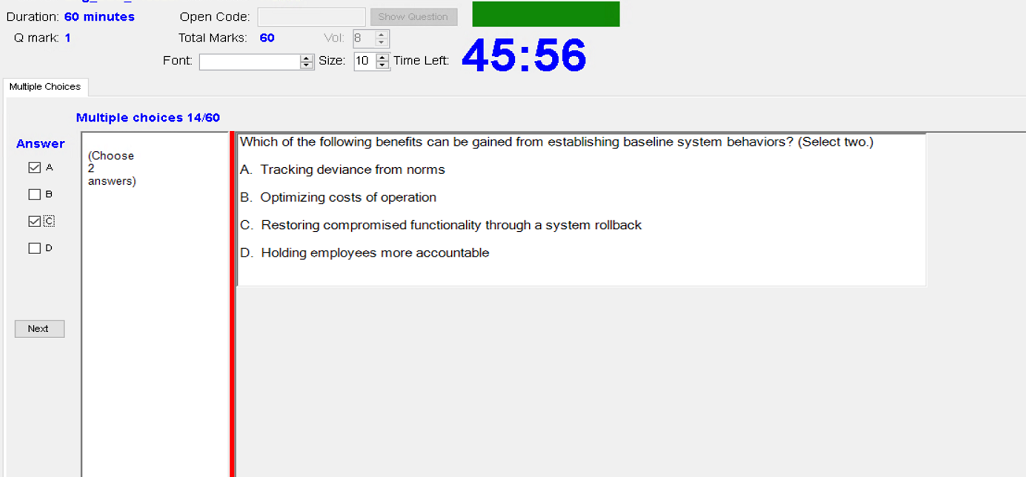 Duration: 60 minutes Open Code: Show Question
Q mark: 1 Total Marks: 60 Vol: 8
Font: Size: 10 Time Left: 45:56
Multiple Choices
Multiple choices 14/60
Answer
A
B
C
D
Next
(Choose
2
answers)
Which of the following benefits can be gained from establishing baseline system behaviors? (Select two.)
A. Tracking deviance from norms
B. Optimizing costs of operation
C. Restoring compromised functionality through a system rollback
D. Holding employees more accountable